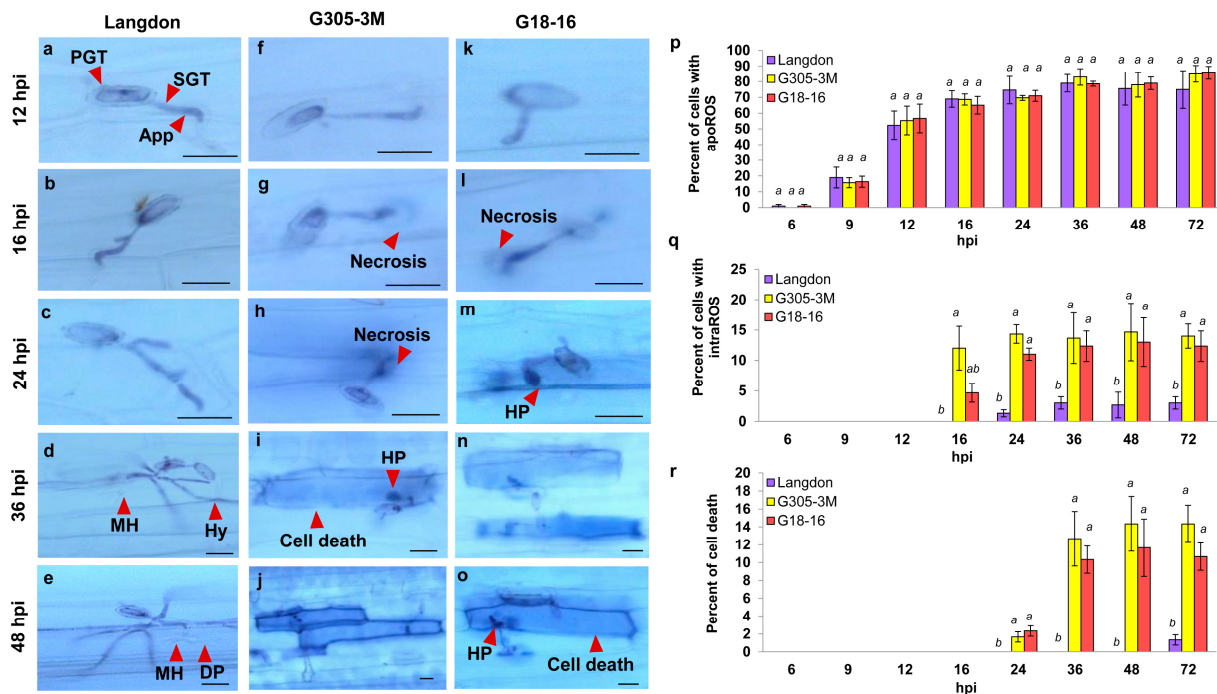 Langdon
G305-3M
G18-16
12 hpi
a
PGT
SGT
App
f
k
16 hpi
b
g
Necrosis
l
Necrosis
24 hpi
c
h
Necrosis
m
HP
36 hpi
d
MH
Hy
i
HP
Cell death
n
48 hpi
e
MH
DP
j
o
HP
Cell death
p
Percent of cells with
apoROS
100
90
80
70
60
50
40
30
20
10
0
Langdon
G305-3M
G18-16
a a a
a a a
a a a
a a a
a a a
a a a
a a a
a a a
6 9 12 16 24 36 48 72
hpi
q
Percent of cells with
intraROS
25
20
15
10
5
0
Langdon
G305-3M
G18-16
b a ab
b a a
b a a
b a a
b a a
6 9 12 16 24 36 48 72
hpi
r
Percent of cell death
20
18
16
14
12
10
8
6
4
2
0
Langdon
G305-3M
G18-16
b a a
b a a
b a a
b a a
6 9 12 16 24 36 48 72
hpi